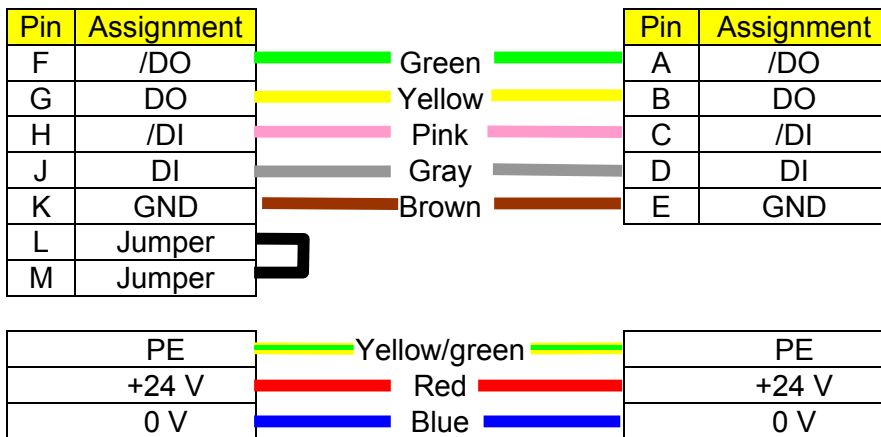 Pin Assignment Pin Assignment
F /DO Green A /DO
G DO Yellow B DO
H /DI Pink C /DI
J DI Gray D DI
K GND Brown E GND
L Jumper
M Jumper
PE Yellow/green PE
+24 V Red +24 V
0 V Blue 0 V